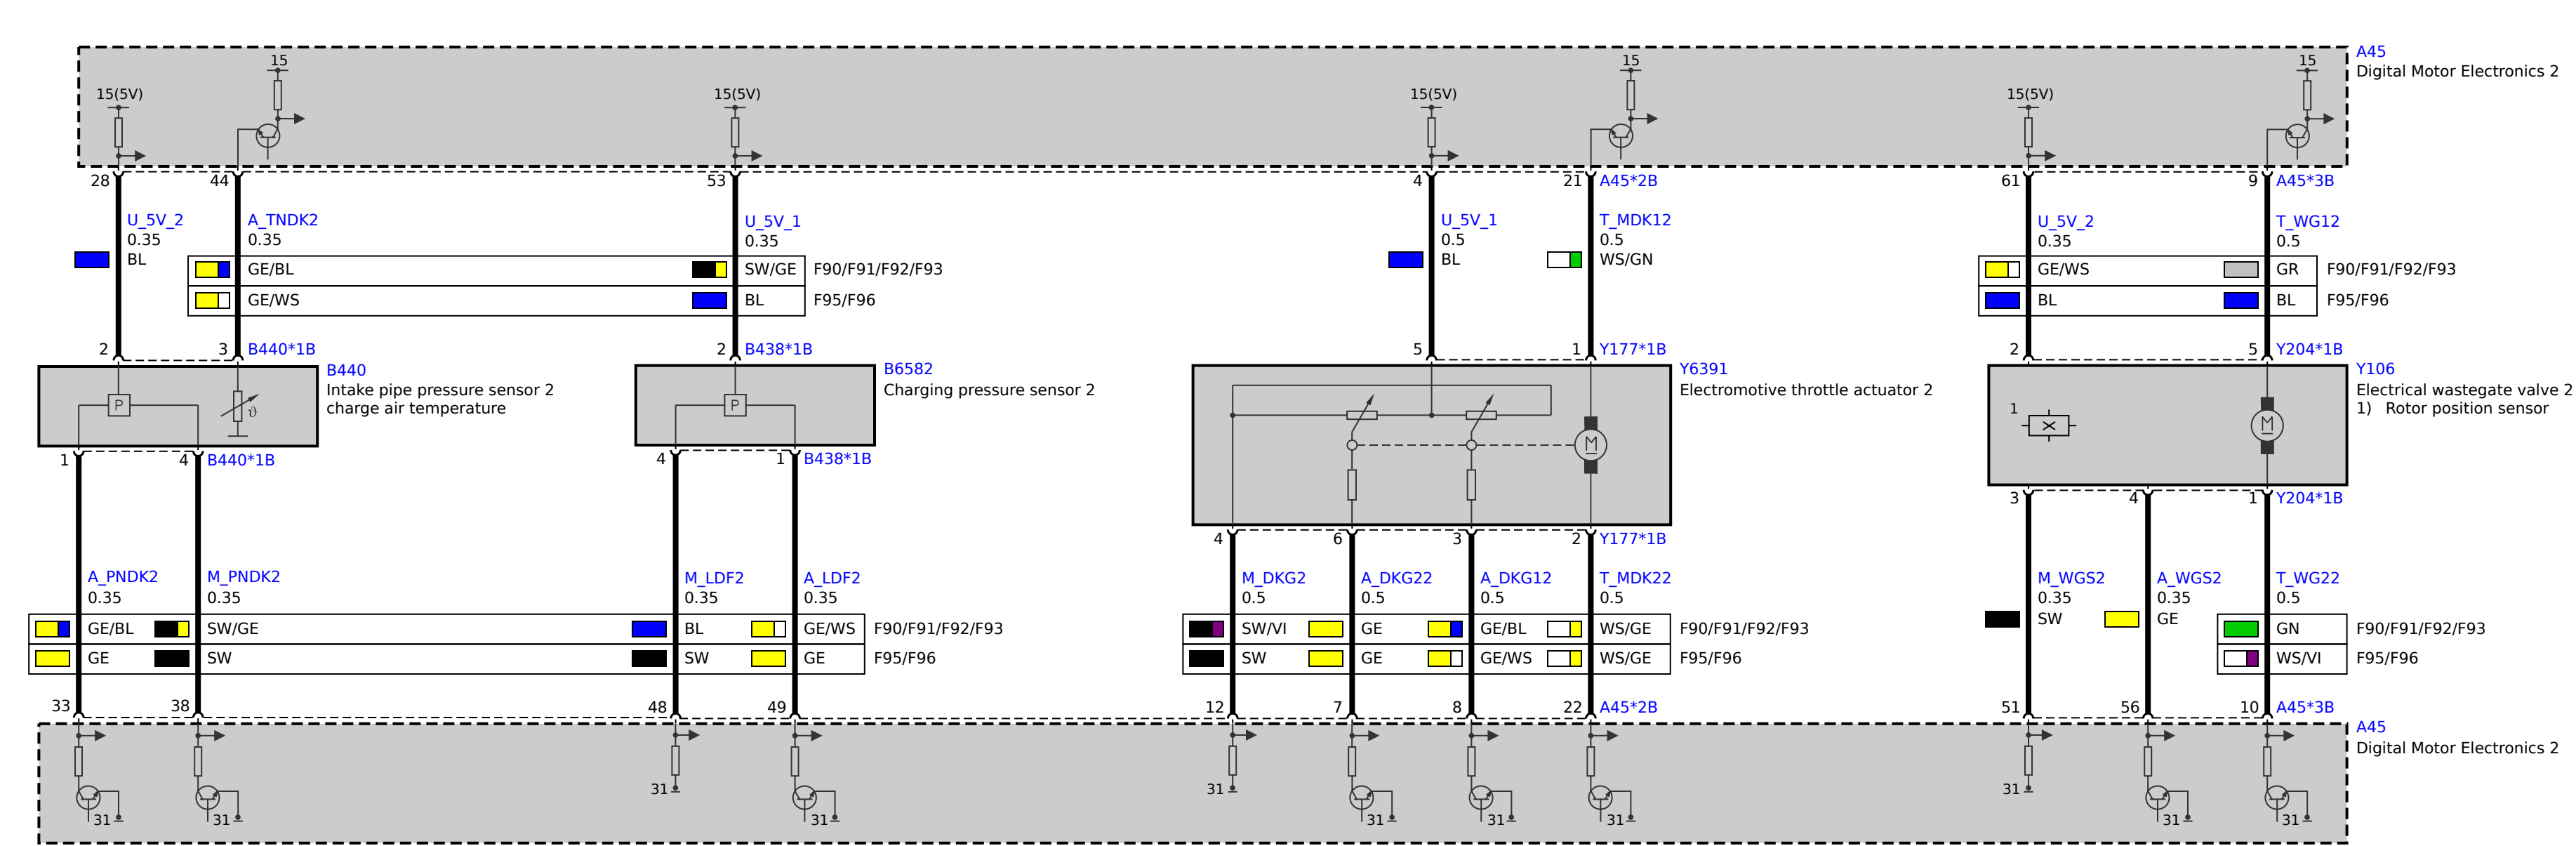 A45
Digital Motor Electronics 2
15
15
15
15(5V)
15(5V)
15(5V)
15(5V)
28
44
53
4
21
A45*2B
61
9
A45*3B
U_5V_2
0.35
BL
A_TNDK2
0.35
U_5V_1
0.35
U_5V_1
0.5
BL
T_MDK12
0.5
WS/GN
U_5V_2
0.35
T_WG12
0.5
GE/BL
SW/GE
F90/F91/F92/F93
GE/WS
BL
F95/F96
GE/WS
GR
F90/F91/F92/F93
BL
BL
F95/F96
2
3
B440*1B
2
B438*1B
5
1
Y177*1B
2
5
Y204*1B
B440
Intake pipe pressure sensor 2
charge air temperature
P
ϑ
B6582
Charging pressure sensor 2
P
Y6391
Electromotive throttle actuator 2
M
Y106
Electrical wastegate valve 2
1) Rotor position sensor
1
X
M
1
4
B440*1B
4
1
B438*1B
4
6
3
2
Y177*1B
3
4
1
Y204*1B
A_PNDK2
0.35
M_PNDK2
0.35
M_LDF2
0.35
A_LDF2
0.35
M_DKG2
0.5
A_DKG22
0.5
A_DKG12
0.5
T_MDK22
0.5
M_WGS2
0.35
SW
A_WGS2
0.35
GE
T_WG22
0.5
GE/BL
SW/GE
BL
GE/WS
F90/F91/F92/F93
GE
SW
SW
GE
F95/F96
SW/VI
GE
GE/BL
WS/GE
F90/F91/F92/F93
SW
GE
GE/WS
WS/GE
F95/F96
GN
F90/F91/F92/F93
WS/VI
F95/F96
33
38
48
49
12
7
8
22
A45*2B
51
56
10
A45*3B
A45
Digital Motor Electronics 2
31
31
31
31
31
31
31
31
31
31
31